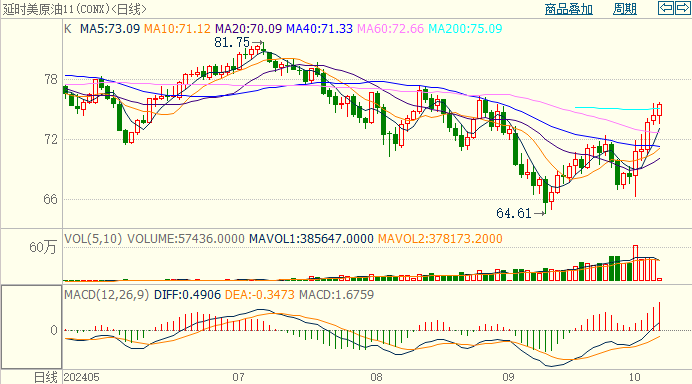 延时美原油11(CONX)<日线> 商品叠加 周期
K MA5:73.09 MA10:71.12 MA20:70.09 MA40:71.33 MA60:72.66 MA200:75.09
81.75
78
72
66
64.61
VOL(5,10) VOLUME:57436.0000 MAVOL1:385647.0000 MAVOL2:378173.2000
60万
MACD(12,26,9) DIFF:0.4906 DEA:-0.3473 MACD:1.6759
0
日线 202405 07 08 09 10